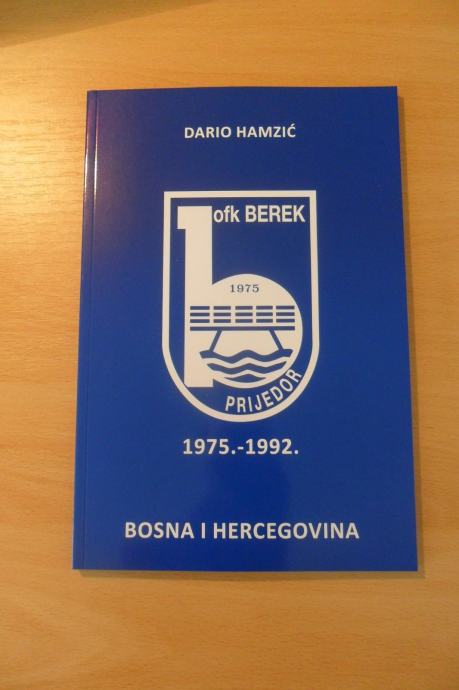 DARIO HAMZIĆ
ofk BEREK
1975
PRIJEDOR
1975.-1992.
BOSNA I HERCEGOVINA